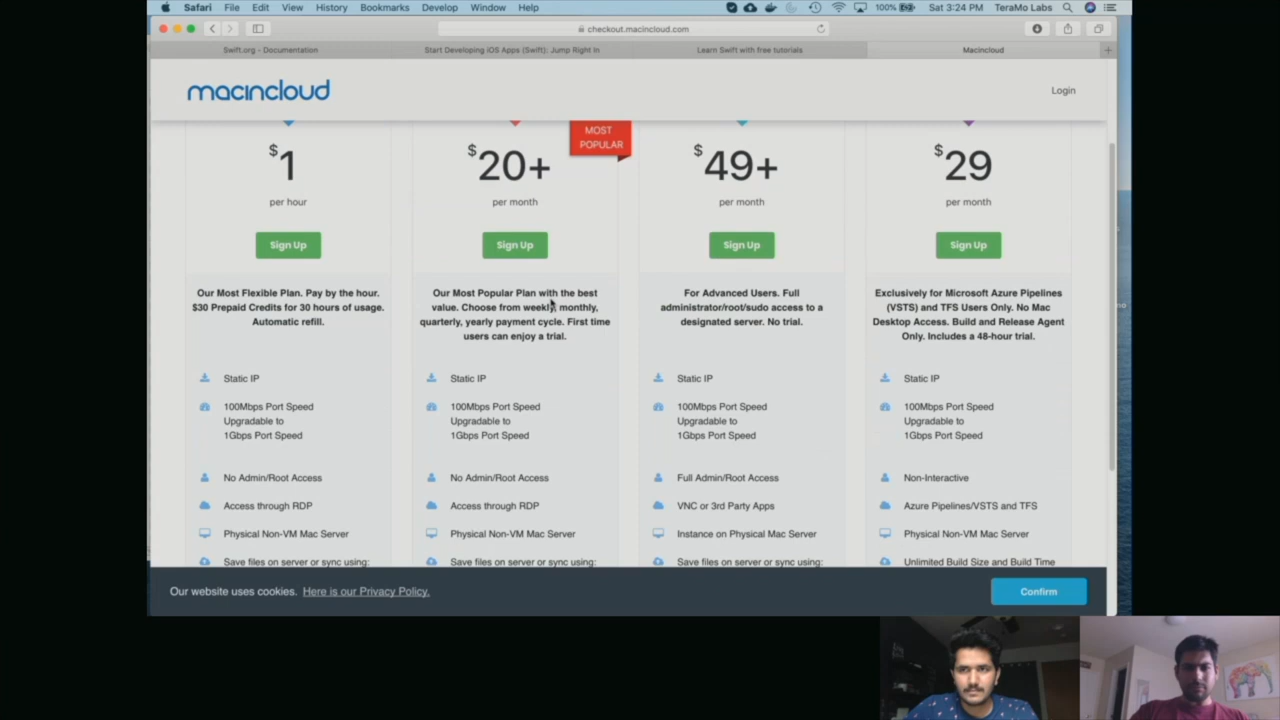 Safari File Edit View History Bookmarks Develop Window Help 100% Sat 3:24 PM TeraMo Labs
checkout.macincloud.com
Swift.org - Documentation Start Developing iOS Apps (Swift): Jump Right In Learn Swift with free tutorials Macincloud
macincloud
Login
MOST
POPULAR
$1
per hour
Sign Up
Our Most Flexible Plan. Pay by the hour.
$30 Prepaid Credits for 30 hours of usage.
Automatic refill.
Static IP
100Mbps Port Speed
Upgradable to
1Gbps Port Speed
No Admin/Root Access
Access through RDP
Physical Non-VM Mac Server
Save files on server or sync using:
$20+
per month
Sign Up
Our Most Popular Plan with the best
value. Choose from weekly, monthly,
quarterly, yearly payment cycle. First time
users can enjoy a trial.
Static IP
100Mbps Port Speed
Upgradable to
1Gbps Port Speed
No Admin/Root Access
Access through RDP
Physical Non-VM Mac Server
Save files on server or sync using:
$49+
per month
Sign Up
For Advanced Users. Full
administrator/root/sudo access to a
designated server. No trial.
Static IP
100Mbps Port Speed
Upgradable to
1Gbps Port Speed
Full Admin/Root Access
VNC or 3rd Party Apps
Instance on Physical Mac Server
Save files on server or sync using:
$29
per month
Sign Up
Exclusively for Microsoft Azure Pipelines
(VSTS) and TFS Users Only. No Mac
Desktop Access. Build and Release Agent
Only. Includes a 48-hour trial.
Static IP
100Mbps Port Speed
Upgradable to
1Gbps Port Speed
Non-Interactive
Azure Pipelines/VSTS and TFS
Physical Non-VM Mac Server
Unlimited Build Size and Build Time
Our website uses cookies. Here is our Privacy Policy.
Confirm